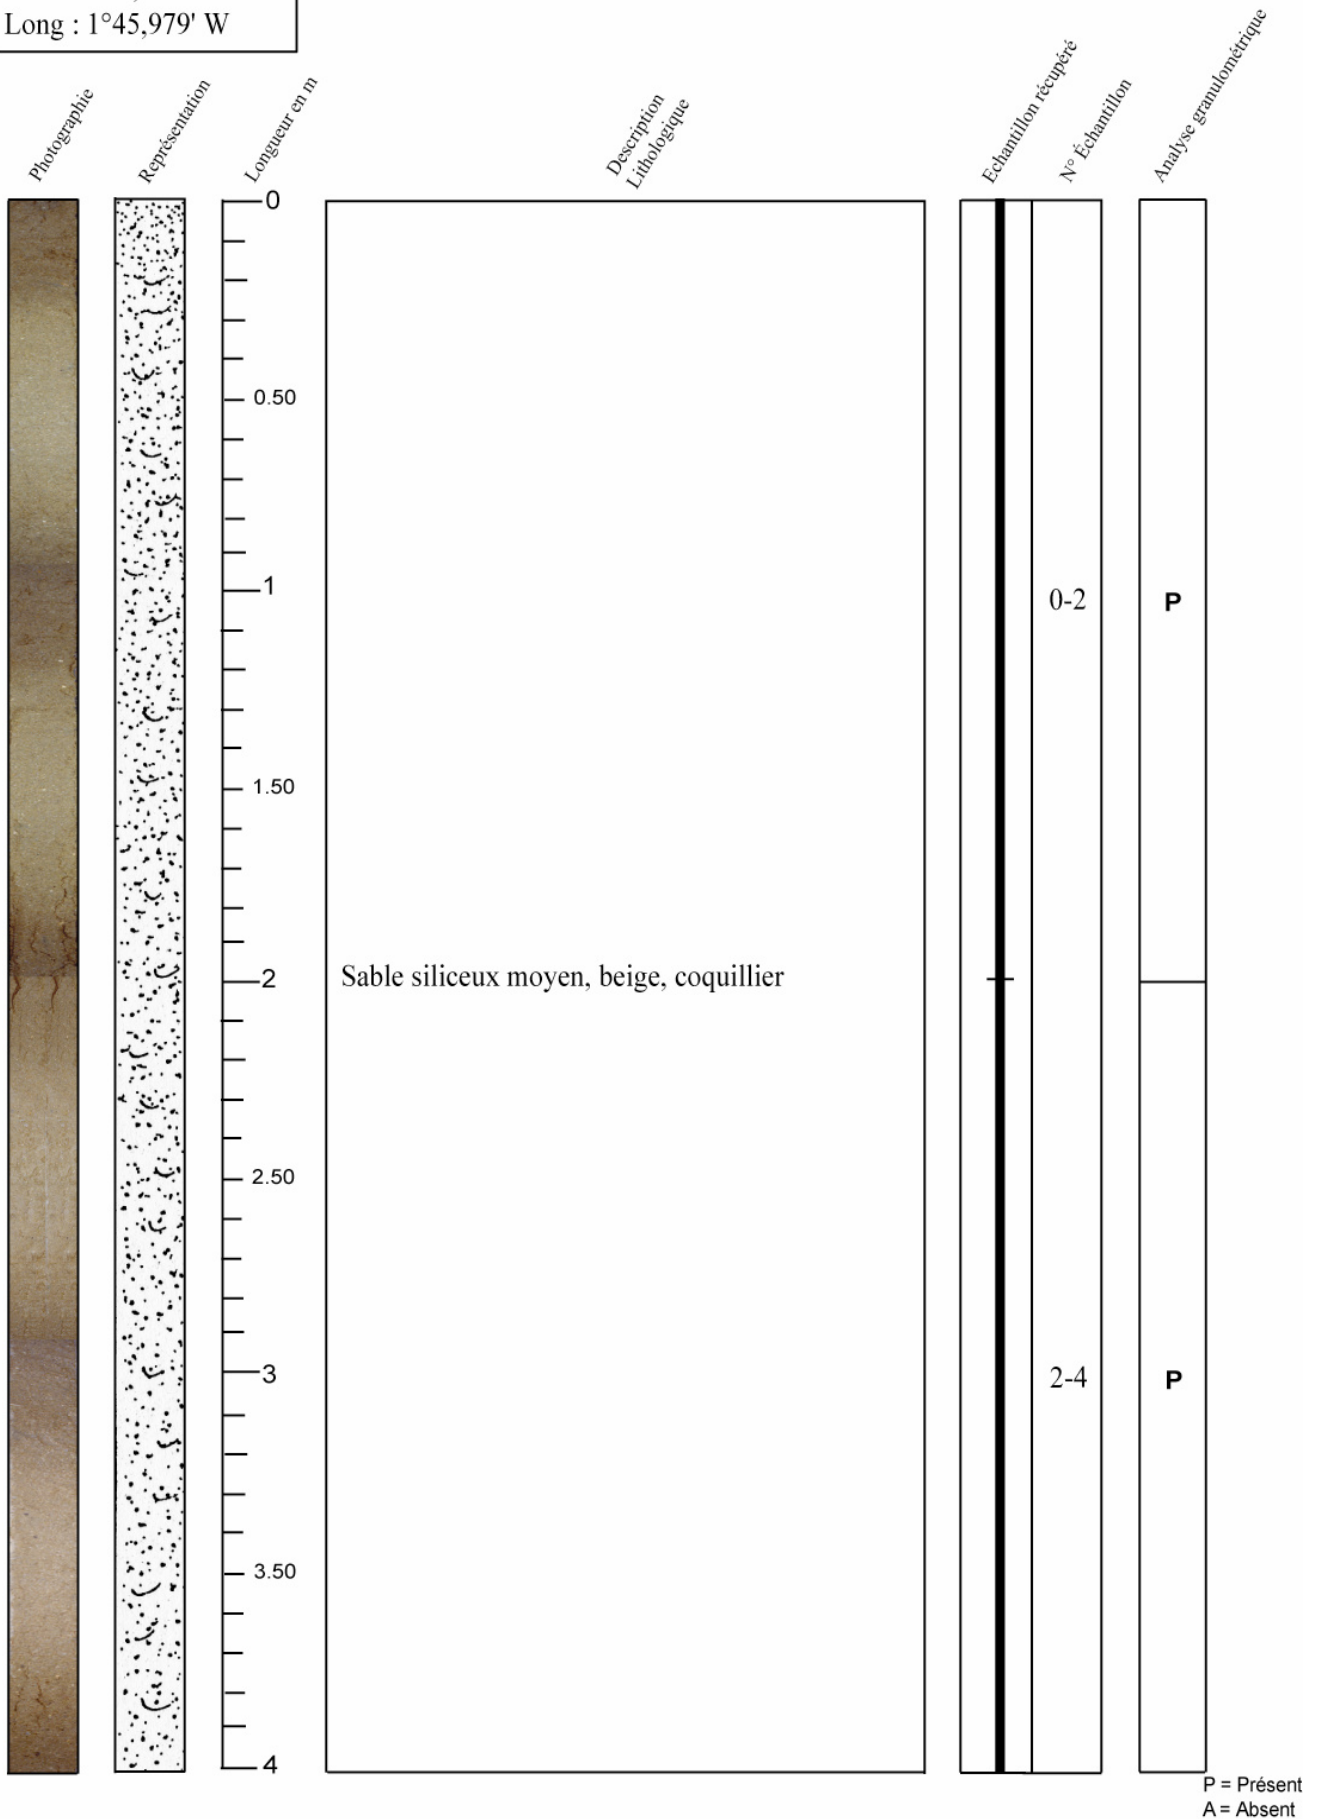 Long : 1°45,979' W
Photographie
Représentation
Longueur en m
Description
Lithologique
Echantillon récupéré
N° Échantillon
Analyse granulométrique
0
0.50
1
0-2
P
1.50
2
Sable siliceux moyen, beige, coquillier
2.50
3
2-4
P
3.50
4
P = Présent
A = Absent